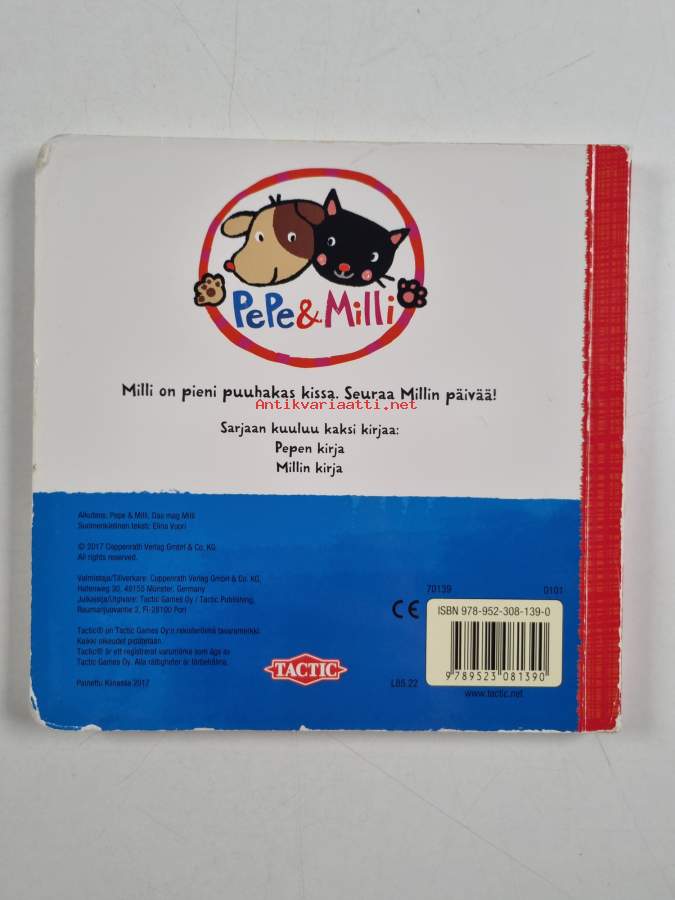 PePe & Milli
Milli on pieni puuhakas kissa. Seuraa Millin päivää!
Antikvariaatti.net
Sarjaan kuuluu kaksi kirjaa:
Pepen kirja
Millin kirja
Alkuteos: Pepe & Milli, Das mag Milli
Suomenkielinen teksti: Elina Vuori
© 2017 Coppenrath Verlag GmbH & Co. KG
All rights reserved.
Valmistaja/Tillverkare: Coppenrath Verlag GmbH & Co. KG,
Hafenweg 30, 48155 Münster, Germany
Julkaisija/Utgivare: Tactic Games Oy / Tactic Publishing,
Raumanjuovantie 2, FI-28100 Pori
Tactic® on Tactic Games Oy:n rekisteröimä tavaramerkki.
Kaikki oikeudet pidätetään.
Tactic® är ett registrerat varumärke som ägs av
Tactic Games Oy. Alla rättigheter är förbehållna.
Painettu Kiinassa 2017
TACTIC
70139 0101
CE
ISBN 978-952-308-139-0
9 789523 081390
L05.22
www.tactic.net